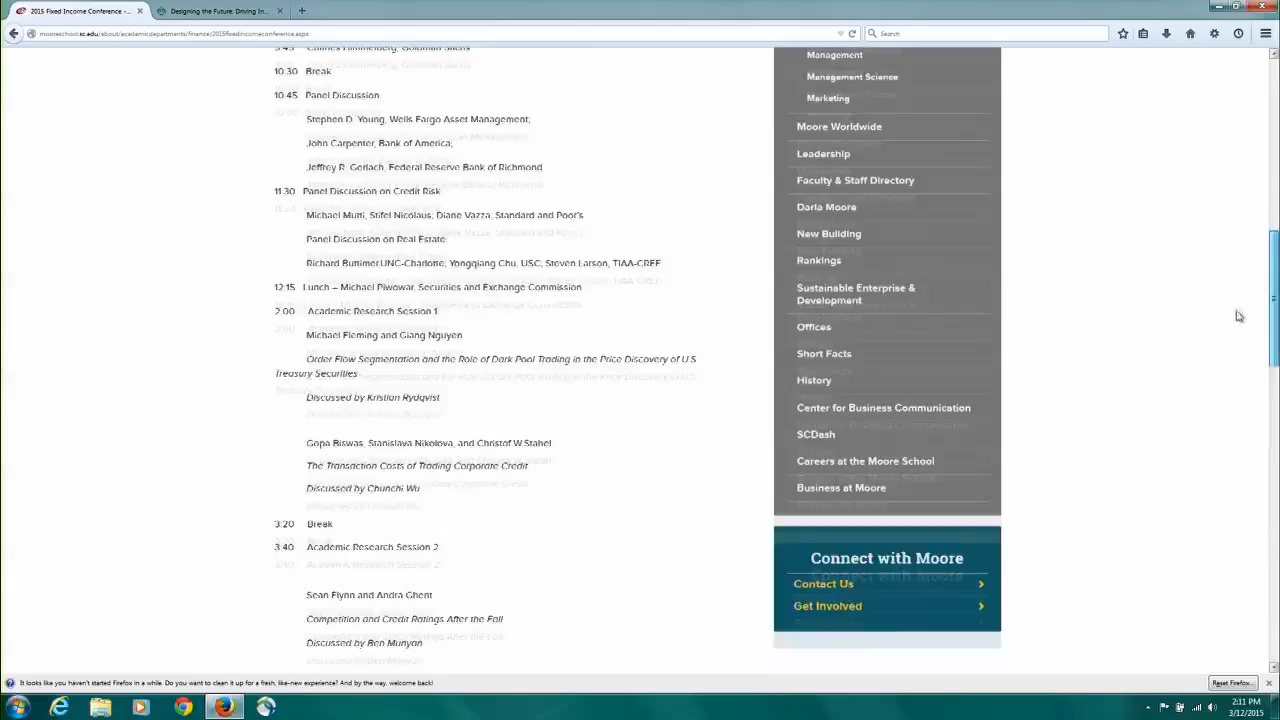 2015 Fixed Income Conference -...
Designing the Future: Driving In...
mooreschool.sc.edu/about/academicdepartments/finance/2015fixedincomeconference.aspx
Search
Charles Himmelberg, Goldman Sachs
10:30 Break
10:45 Panel Discussion
Stephen D. Young, Wells Fargo Asset Management;
John Carpenter, Bank of America;
Jeffrey R. Gerlach, Federal Reserve Bank of Richmond
11:30 Panel Discussion on Credit Risk
Michael Mutti, Stifel Nicolaus; Diane Vazza, Standard and Poor's
Panel Discussion on Real Estate:
Richard Buttimer,UNC-Charlotte; Yongqiang Chu, USC; Steven Larson, TIAA-CREF
12:15 Lunch – Michael Piwowar, Securities and Exchange Commission
2:00 Academic Research Session 1
Michael Fleming and Giang Nguyen
Order Flow Segmentation and the Role of Dark Pool Trading in the Price Discovery of U.S
Treasury Securities
Discussed by Kristian Rydqvist
Gopa Biswas, Stanislava Nikolova, and Christof W.Stahel
The Transaction Costs of Trading Corporate Credit
Discussed by Chunchi Wu
3:20 Break
3:40 Academic Research Session 2
Sean Flynn and Andra Ghent
Competition and Credit Ratings After the Fall
Discussed by Ben Munyan
Management
Management Science
Marketing
Moore Worldwide
Leadership
Faculty & Staff Directory
Darla Moore
New Building
Rankings
Sustainable Enterprise &
Development
Offices
Short Facts
History
Center for Business Communication
SCDash
Careers at the Moore School
Business at Moore
Connect with Moore
Contact Us
Get Involved
It looks like you haven't started Firefox in a while. Do you want to clean it up for a fresh, like-new experience? And by the way, welcome back!
Reset Firefox...
2:11 PM
3/12/2015